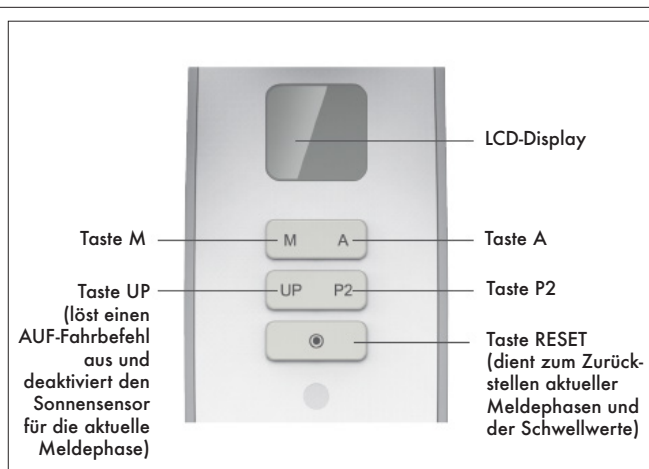 LCD-Display
Taste M
M A
Taste A
Taste UP
(löst einen
AUF-Fahrbefehl
aus und
deaktiviert den
Sonnensensor
für die aktuelle
Meldephase)
UP P2
Taste P2
Taste RESET
(dient zum Zurück-
stellen aktueller
Meldephasen und
der Schwellwerte)